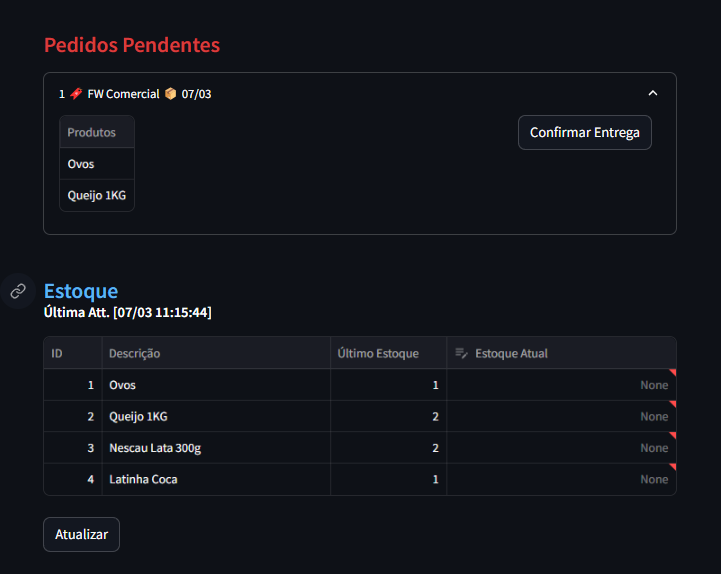 Pedidos Pendentes
1 FW Comercial 07/03
Produtos
Confirmar Entrega
Ovos
Queijo 1KG
Estoque
Última Att. [07/03 11:15:44]
ID Descrição Último Estoque Estoque Atual
1 Ovos 1 None
2 Queijo 1KG 2 None
3 Nescau Lata 300g 2 None
4 Latinha Coca 1 None
Atualizar